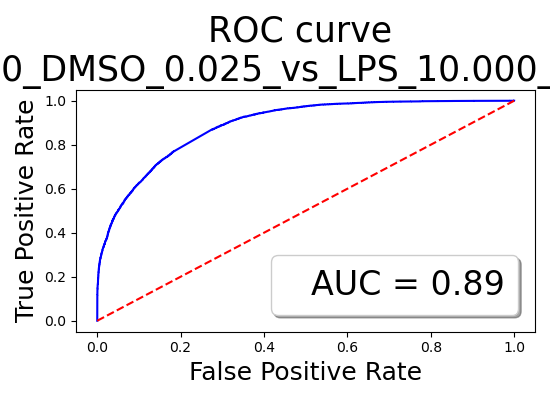 ROC curve
0_DMSO_0.025_vs_LPS_10.000_
True Positive Rate
1.0
0.8
0.6
0.4
0.2
0.0
AUC = 0.89
0.0 0.2 0.4 0.6 0.8 1.0
False Positive Rate